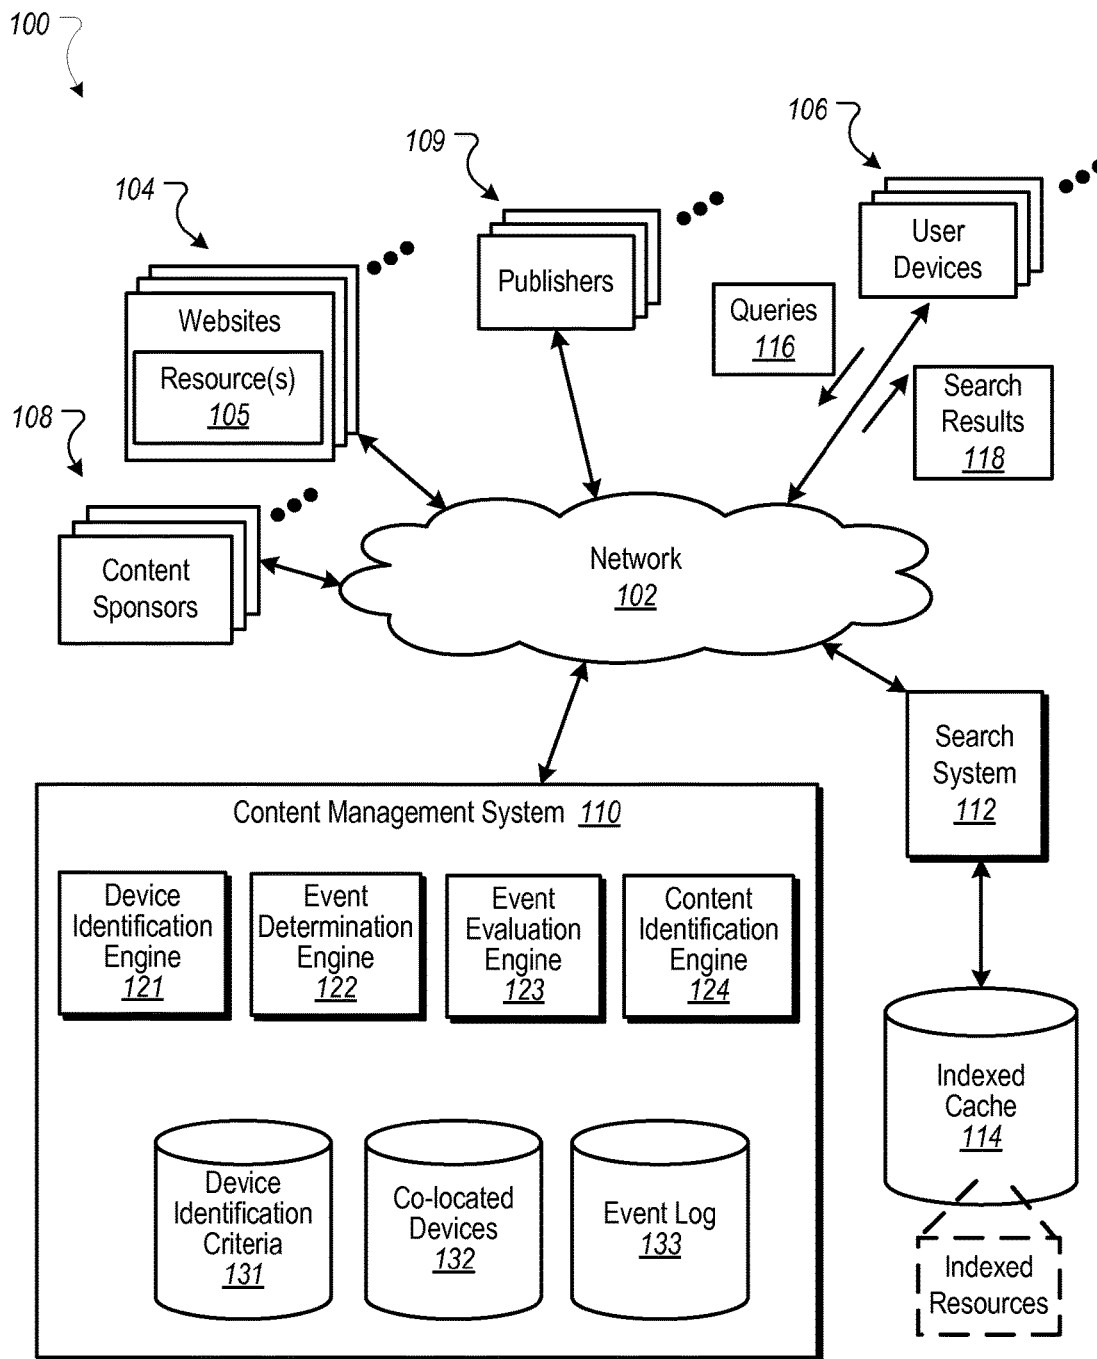 100
109
106
104
Websites
Resource(s)
105
Publishers
User
Devices
Queries
116
Search
Results
118
108
Content
Sponsors
Network
102
Search
System
112
Content Management System 110
Device
Identification
Engine
121
Event
Determination
Engine
122
Event
Evaluation
Engine
123
Content
Identification
Engine
124
Device
Identification
Criteria
131
Co-located
Devices
132
Event Log
133
Indexed
Cache
114
Indexed
Resources